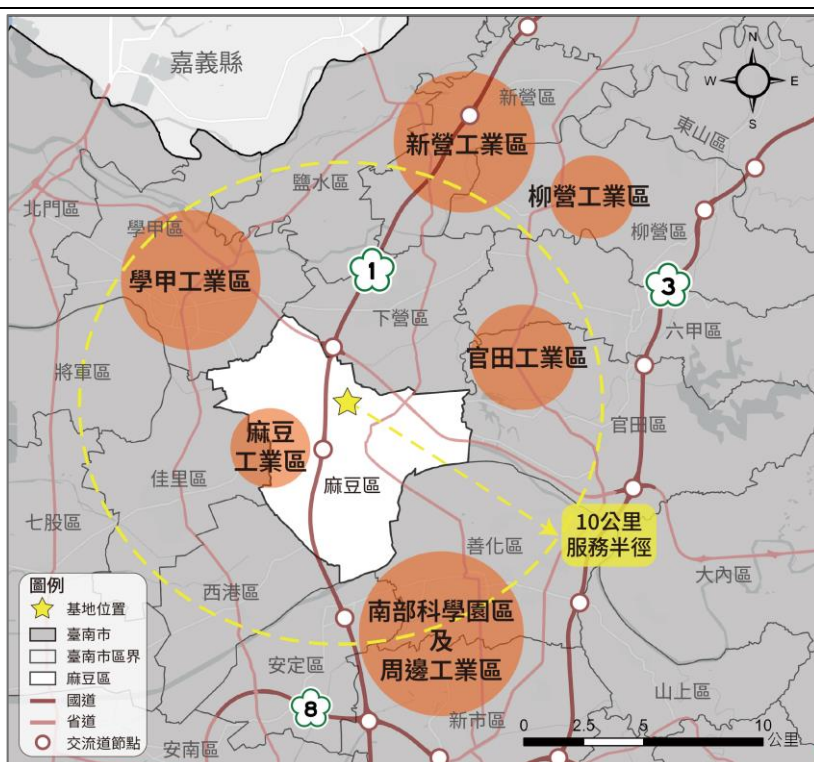 嘉義縣
新營區
N
W
E
S
新營工業區
東山區
鹽水區
柳營工業區
北門區
學甲區
柳營區
學甲工業區
1
3
下營區
六甲區
官田工業區
將軍區
官田區
麻豆
工業區
佳里區
麻豆區
七股區
10公里
服務半徑
善化區
大內區
西港區
南部科學園區
及
周邊工業區
安定區
山上區
8
新市區
安南區
圖例
基地位置
臺南市
臺南市區界
麻豆區
國道
省道
交流道節點
0
2.5
5
10
公里